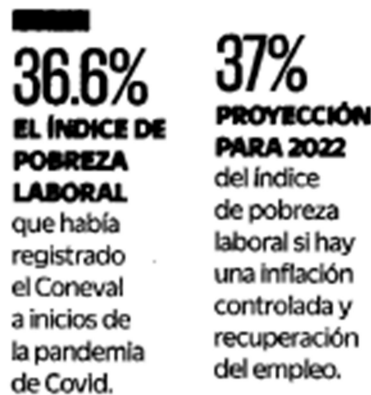 36.6%
EL ÍNDICE DE
POBREZA
LABORAL
que había
registrado
el Coneval
a inicios de
la pandemia
de Covid.
37%
PROYECCIÓN
PARA 2022
del índice
de pobreza
laboral si hay
una inflación
controlada y
recuperación
del empleo.